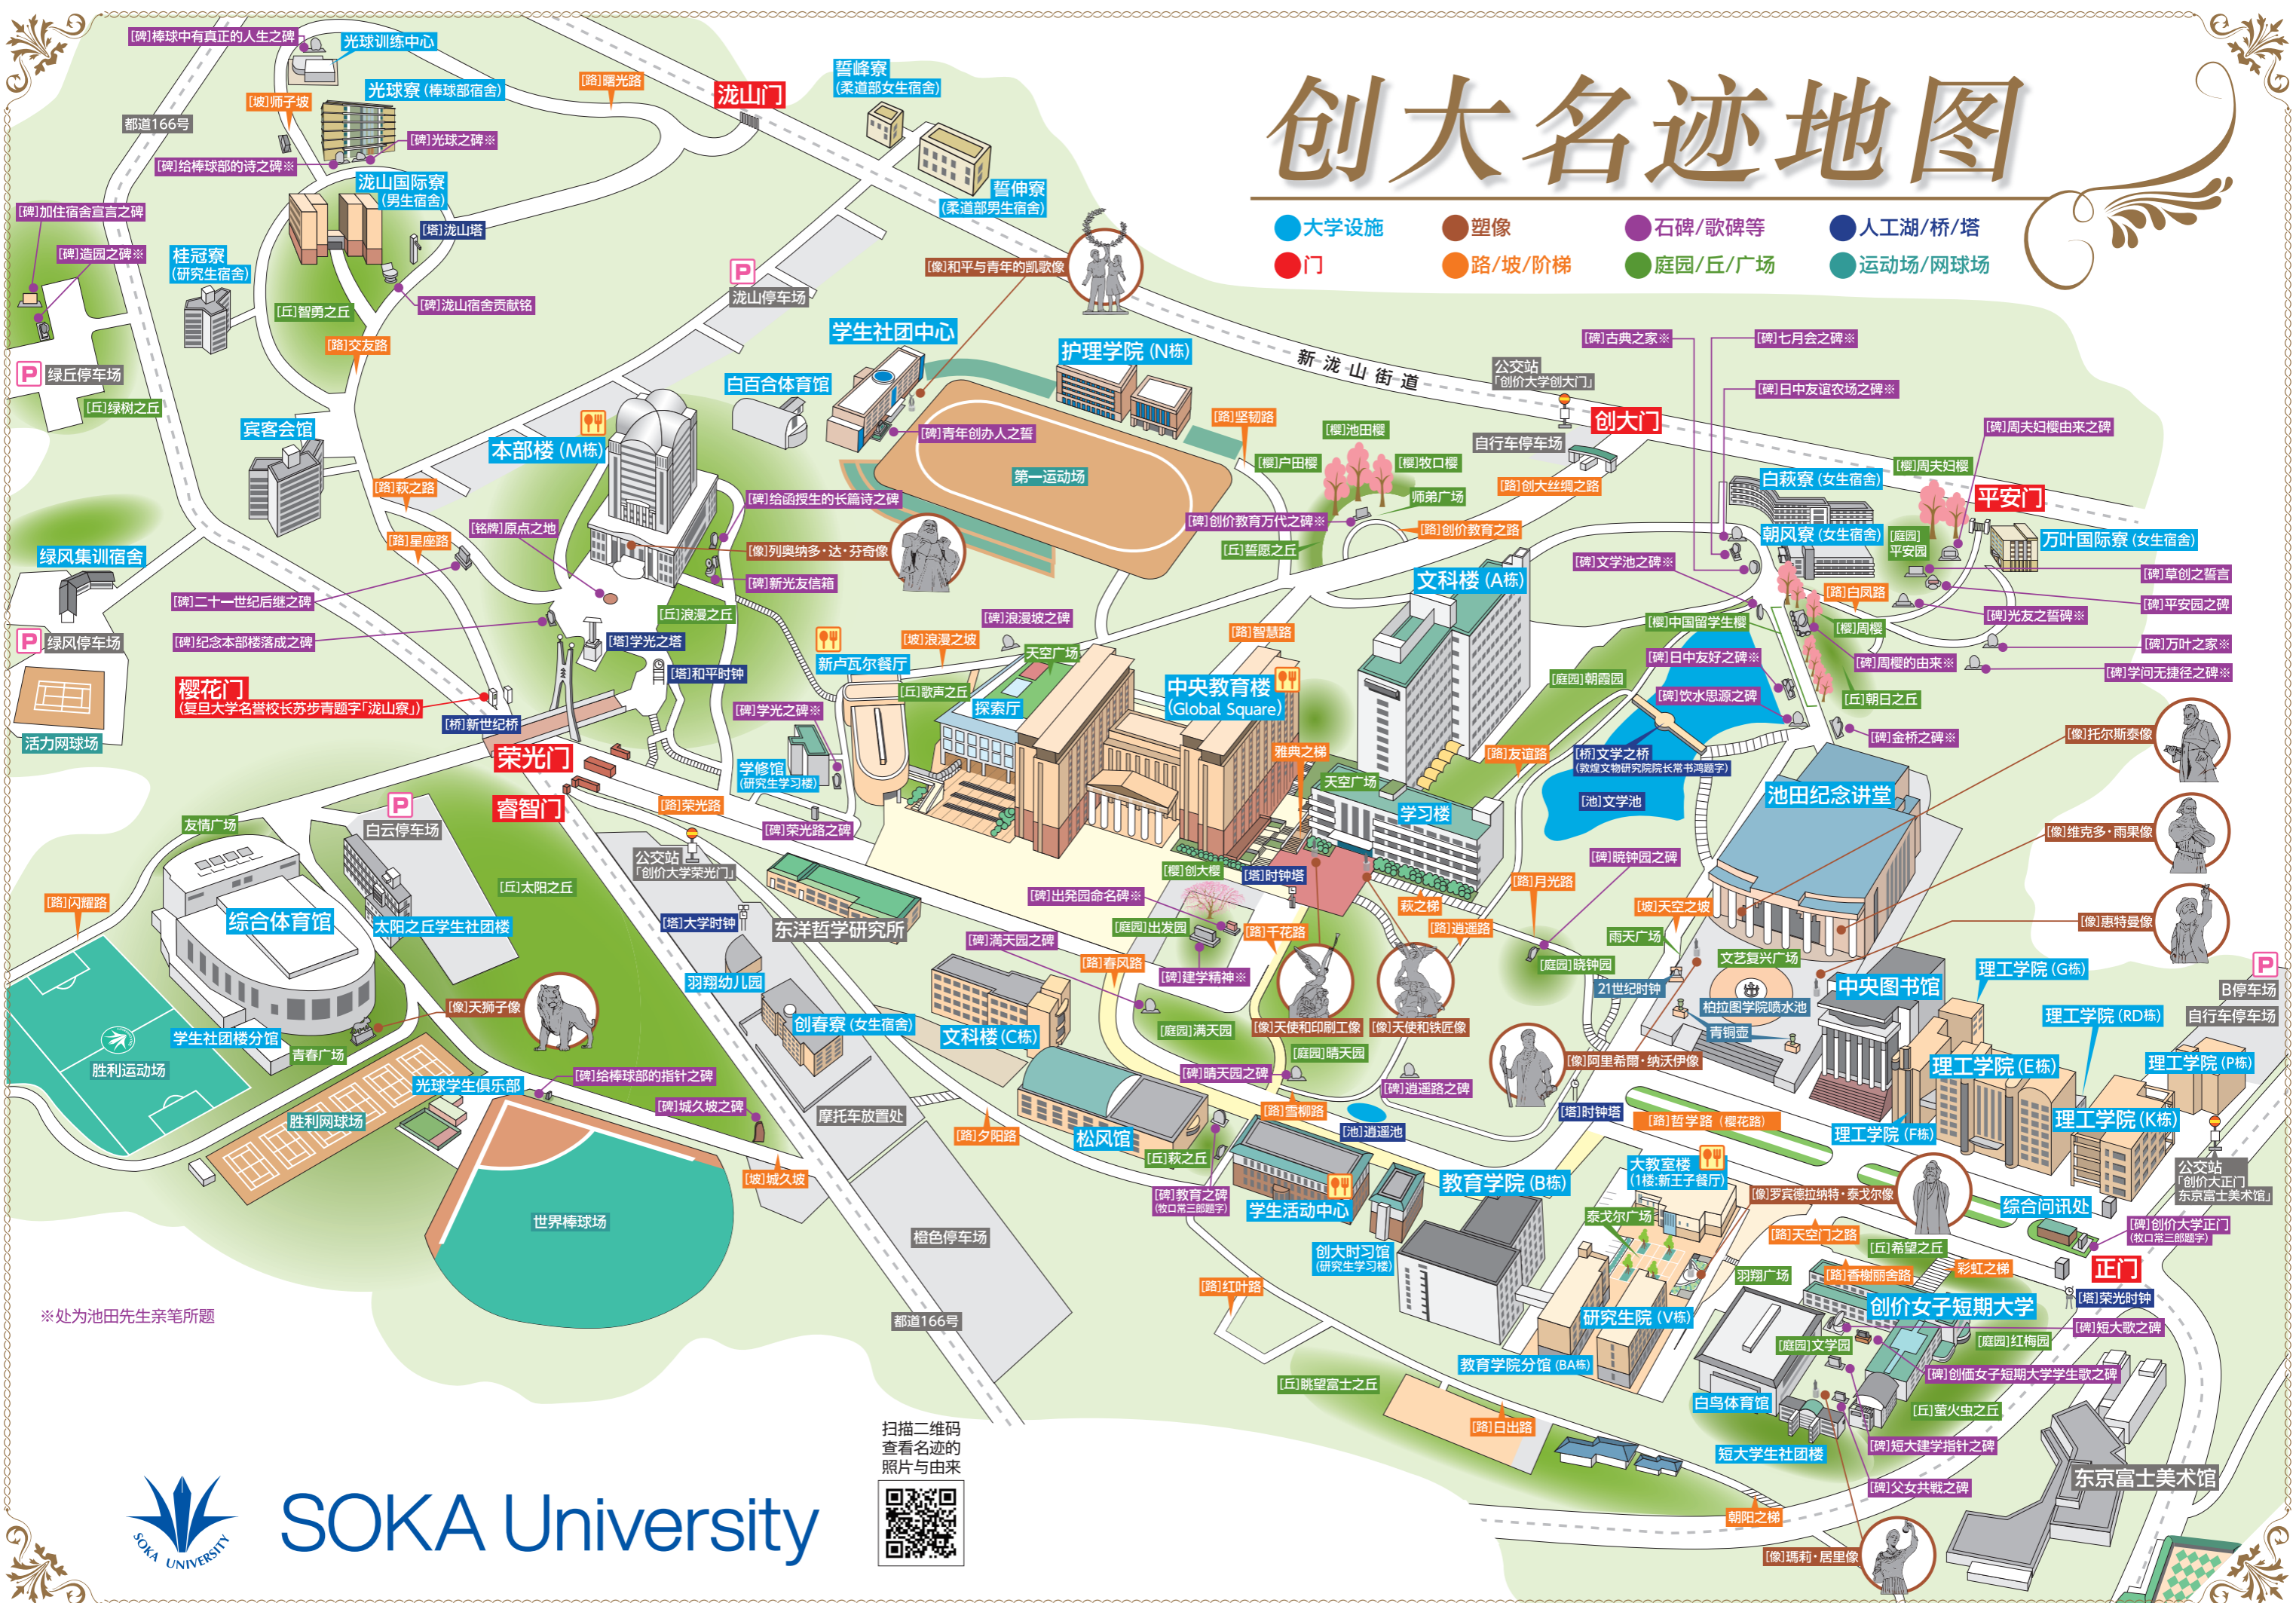 创大名迹地图
大学设施
塑像
石碑/歌碑等
人工湖/桥/塔
门
路/坡/阶梯
庭园/丘/广场
运动场/网球场
[碑]棒球中有真正的人生之碑
光球训练中心
光球寮(棒球部宿舍)
[坡]师子坡
都道166号
[碑]光球之碑※
[碑]给棒球部的诗之碑※
[路]曙光路
泷山门
誓峰寮
(柔道部女生宿舍)
誓伸寮
(柔道部男生宿舍)
泷山国际寮
(男生宿舍)
[塔]泷山塔
[碑]加住宿舍宣言之碑
[碑]造园之碑※
桂冠寮
(研究生宿舍)
[碑]泷山宿舍贡献铭
[丘]智勇之丘
[路]交友路
P
泷山停车场
[像]和平与青年的凯歌像
P
绿丘停车场
[丘]绿树之丘
宾客会馆
本部楼(M栋)
白百合体育馆
学生社团中心
[碑]青年创办人之誓
护理学院(N栋)
第一运动场
[路]坚韧路
新泷山街道
公交站
「创价大学创大门」
创大门
自行车停车场
[路]创大丝绸之路
[樱]池田樱
[樱]户田樱
[樱]牧口樱
师弟广场
[碑]创价教育万代之碑※
[路]创价教育之路
[丘]誓愿之丘
[碑]古典之家※
[碑]七月会之碑※
[碑]日中友谊农场之碑※
[碑]周夫妇樱由来之碑
[樱]周夫妇樱
白萩寮(女生宿舍)
平安门
朝风寮(女生宿舍)
[庭园]
平安园
万叶国际寮(女生宿舍)
[碑]草创之誓言
[碑]平安园之碑
[碑]光友之誓碑※
[碑]万叶之家※
[碑]学问无捷径之碑※
[路]白凤路
[樱]周樱
[碑]周樱的由来※
[丘]朝日之丘
[碑]金桥之碑※
[碑]文学池之碑※
[樱]中国留学生樱
[碑]日中友好之碑※
[碑]饮水思源之碑
[庭园]朝霞园
[桥]文学之桥
(敦煌文物研究院院长常书鸿题字)
[池]文学池
[路]友谊路
[路]萩之路
[铭牌]原点之地
[路]星座路
[碑]给函授生的长篇诗之碑
[像]列奥纳多·达·芬奇像
[碑]新光友信箱
[丘]浪漫之丘
绿风集训宿舍
[碑]二十一世纪后继之碑
[碑]纪念本部楼落成之碑
P
绿风停车场
活力网球场
樱花门
(复旦大学名誉校长苏步青题字「泷山寮」)
[塔]学光之塔
[塔]和平时钟
[桥]新世纪桥
荣光门
睿智门
[碑]学光之碑※
学修馆
(研究生学习楼)
[路]荣光路
[碑]荣光路之碑
新卢瓦尔餐厅
[坡]浪漫之坡
[碑]浪漫坡之碑
[丘]歌声之丘
天空广场
探索厅
[路]智慧路
中央教育楼
(Global Square)
文科楼(A栋)
雅典之梯
天空广场
学习楼
[像]托尔斯泰像
[像]维克多·雨果像
[像]惠特曼像
池田纪念讲堂
友情广场
P
白云停车场
[丘]太阳之丘
公交站
「创价大学荣光门」
[路]闪耀路
综合体育馆
太阳之丘学生社团楼
[塔]大学时钟
东洋哲学研究所
羽翔幼儿园
[像]天狮子像
学生社团楼分馆
青春广场
胜利运动场
胜利网球场
光球学生俱乐部
[碑]给棒球部的指针之碑
[碑]城久坡之碑
[坡]城久坡
世界棒球场
创春寮(女生宿舍)
摩托车放置处
橙色停车场
都道166号
[樱]创大樱
[塔]时钟塔
[碑]出発园命名碑※
[庭园]出发园
[碑]满天园之碑
[碑]建学精神※
[路]千花路
[路]春风路
[庭园]满天园
[像]天使和印刷工像
[像]天使和铁匠像
萩之梯
[路]逍遥路
[路]月光路
[碑]晓钟园之碑
[庭园]晓钟园
[庭园]晴天园
[碑]晴天园之碑
[碑]逍遥路之碑
[路]雪柳路
[池]逍遥池
文科楼(C栋)
松风馆
[路]夕阳路
[丘]萩之丘
[碑]教育之碑
(牧口常三郎题字)
学生活动中心
创大时习馆
(研究生学习楼)
[路]红叶路
[坡]天空之坡
雨天广场
文艺复兴广场
21世纪时钟
柏拉图学院喷水池
青铜壶
[像]阿里希爾·纳沃伊像
中央图书馆
理工学院(G栋)
理工学院(RD栋)
P
B停车场
自行车停车场
理工学院(E栋)
理工学院(P栋)
理工学院(K栋)
理工学院(F栋)
[塔]时钟塔
[路]哲学路(樱花路)
公交站
「创价大正门
东京富士美术馆」
大教室楼
(1楼:新王子餐厅)
教育学院(B栋)
[像]罗宾德拉纳特·泰戈尔像
泰戈尔广场
综合问讯处
[碑]创价大学正门
(牧口常三郎题字)
[路]天空门之路
[丘]希望之丘
彩虹之梯
正门
[塔]荣光时钟
羽翔广场
[路]香榭丽舍路
创价女子短期大学
研究生院(V栋)
教育学院分馆(BA栋)
[碑]短大歌之碑
[庭园]文学园
[庭园]红梅园
[碑]创価女子短期大学学生歌之碑
白鸟体育馆
[丘]萤火虫之丘
[碑]短大建学指针之碑
短大学生社团楼
[碑]父女共戦之碑
东京富士美术馆
[丘]眺望富士之丘
[路]日出路
朝阳之梯
[像]瑪莉·居里像
※处为池田先生亲笔所题
扫描二维码
查看名迹的
照片与由来
SOKA UNIVERSITY
SOKA University